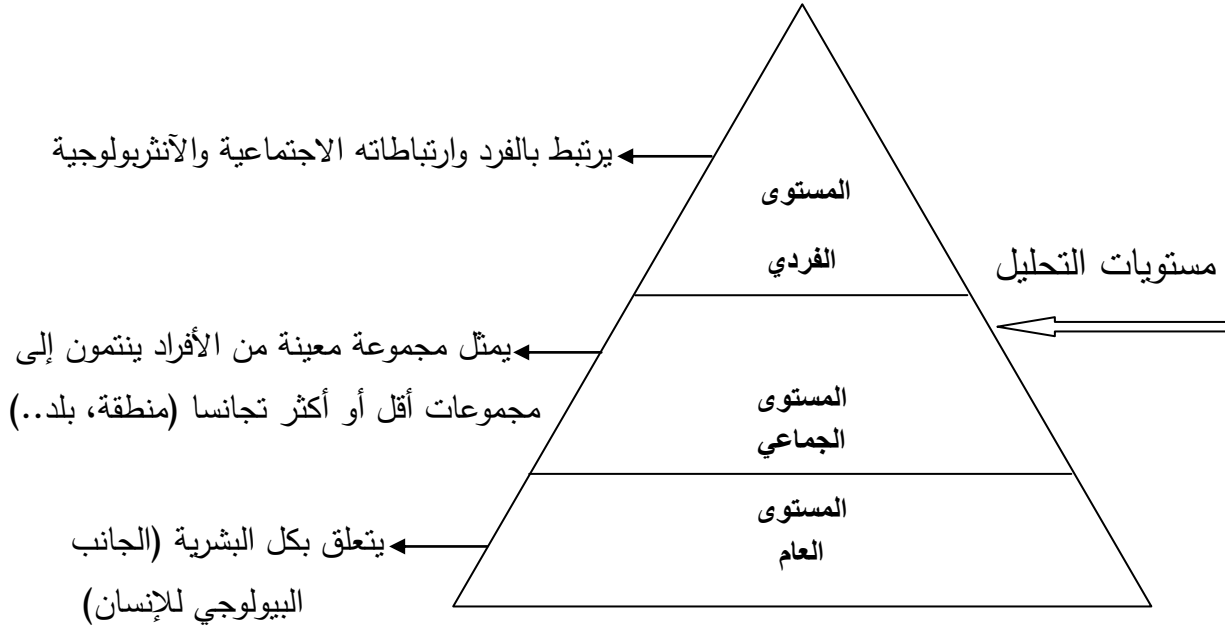 يرتبط بالفرد وارتباطاته الاجتماعية والآنثربولوجية
المستوى
الفردي
مستويات التحليل
يمثل مجموعة معينة من الأفراد ينتمون إلى
مجموعات أقل أو أكثر تجانسا (منطقة، بلد..)
المستوى
الجماعي
المستوى
العام
يتعلق بكل البشرية (الجانب
البيولوجي للإنسان)